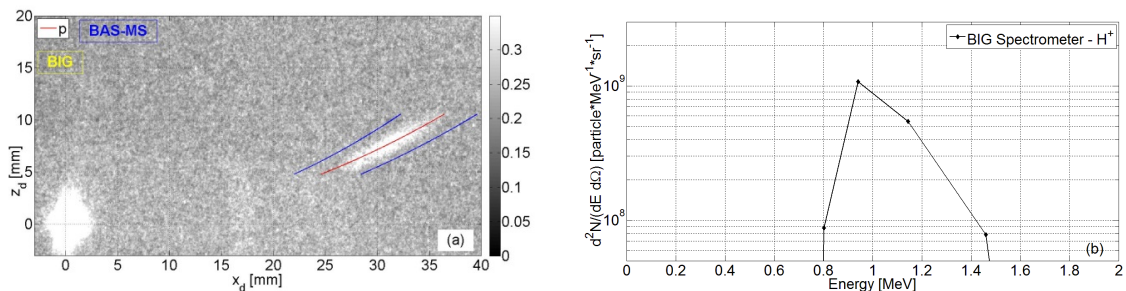 20
15
10
5
0
z_d [mm]
p
BAS-MS
BIG
(a)
0 5 10 15 20 25 30 35 40
x_d [mm]
0.3
0.25
0.2
0.15
0.1
0.05
0
BIG Spectrometer - H^+
10^9
10^8
d^2N/(dE dΩ) [particle*MeV^-1*sr^-1]
(b)
0 0.2 0.4 0.6 0.8 1 1.2 1.4 1.6 1.8 2
Energy [MeV]